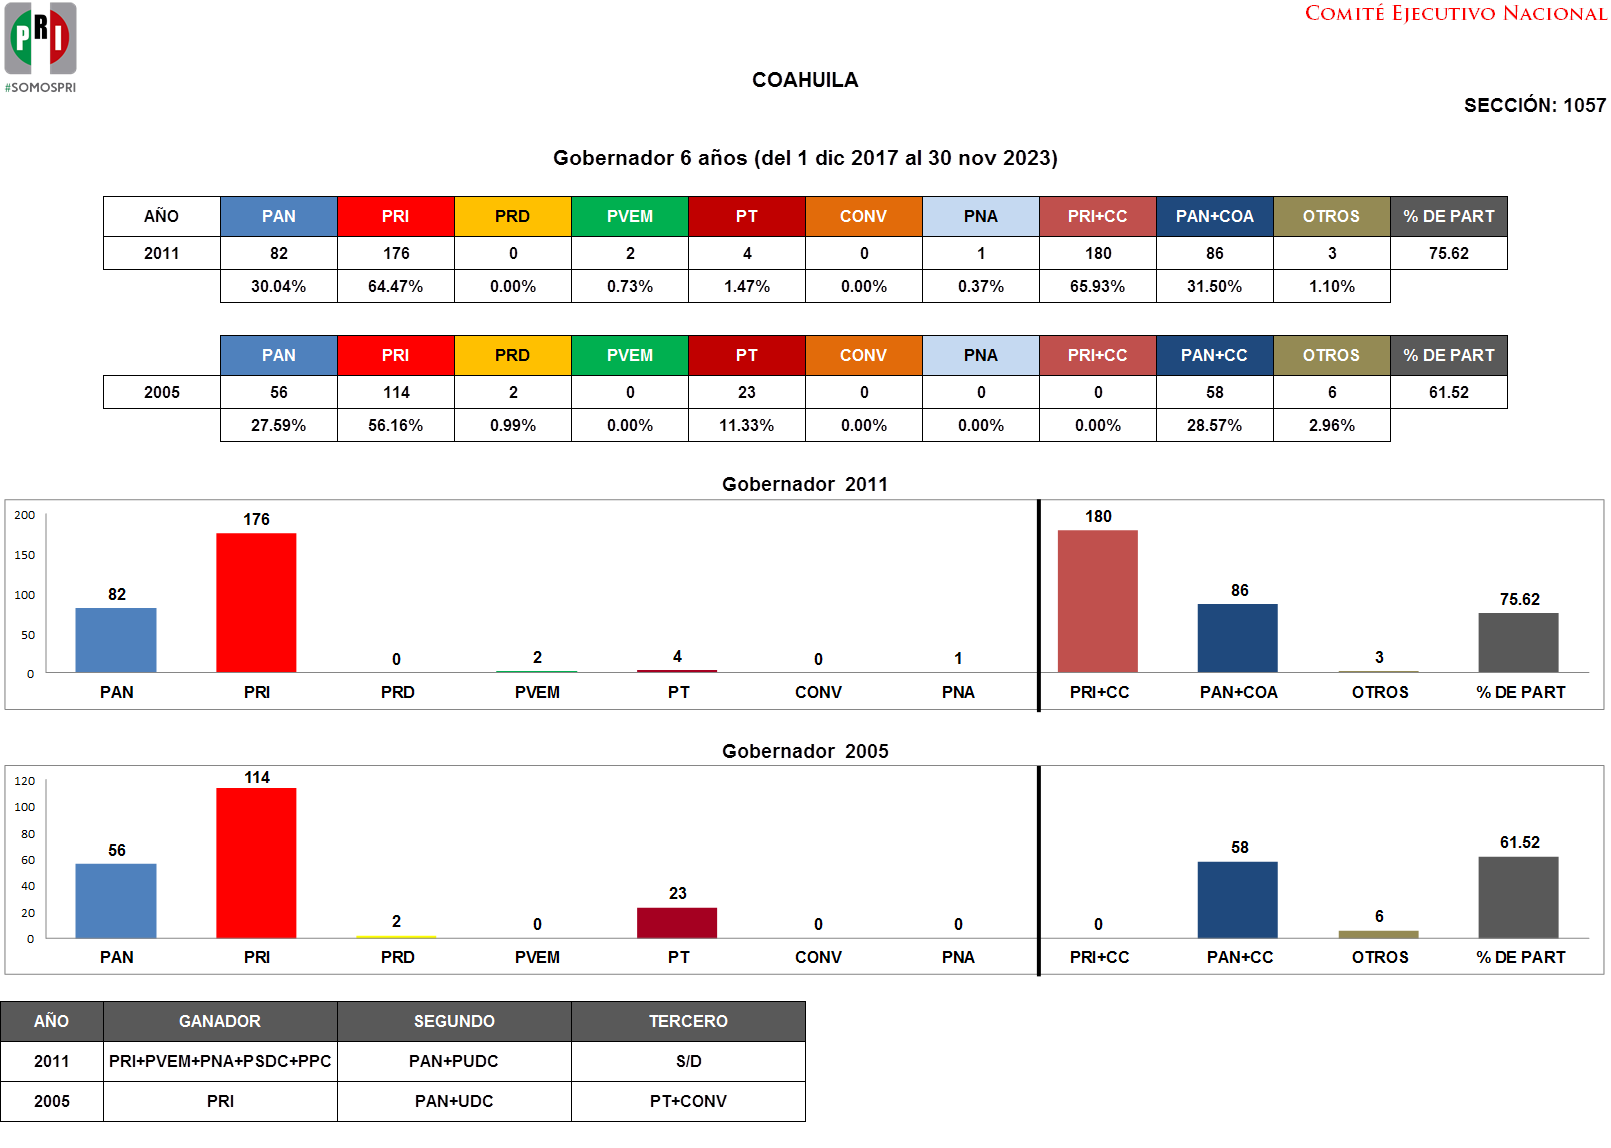 PRI
#SOMOSPRI
COMITÉ EJECUTIVO NACIONAL
COAHUILA
SECCIÓN: 1057
Gobernador 6 años (del 1 dic 2017 al 30 nov 2023)
AÑO PAN PRI PRD PVEM PT CONV PNA PRI+CC PAN+COA OTROS % DE PART
2011 82 176 0 2 4 0 1 180 86 3 75.62
30.04% 64.47% 0.00% 0.73% 1.47% 0.00% 0.37% 65.93% 31.50% 1.10%
PAN PRI PRD PVEM PT CONV PNA PRI+CC PAN+CC OTROS % DE PART
2005 56 114 2 0 23 0 0 0 58 6 61.52
27.59% 56.16% 0.99% 0.00% 11.33% 0.00% 0.00% 0.00% 28.57% 2.96%
Gobernador 2011
200
150
100
50
0
82 176 0 2 4 0 1 180 86 3 75.62
PAN PRI PRD PVEM PT CONV PNA PRI+CC PAN+COA OTROS % DE PART
Gobernador 2005
120
100
80
60
40
20
0
56 114 2 0 23 0 0 0 58 6 61.52
PAN PRI PRD PVEM PT CONV PNA PRI+CC PAN+CC OTROS % DE PART
AÑO GANADOR SEGUNDO TERCERO
2011 PRI+PVEM+PNA+PSDC+PPC PAN+PUDC S/D
2005 PRI PAN+UDC PT+CONV